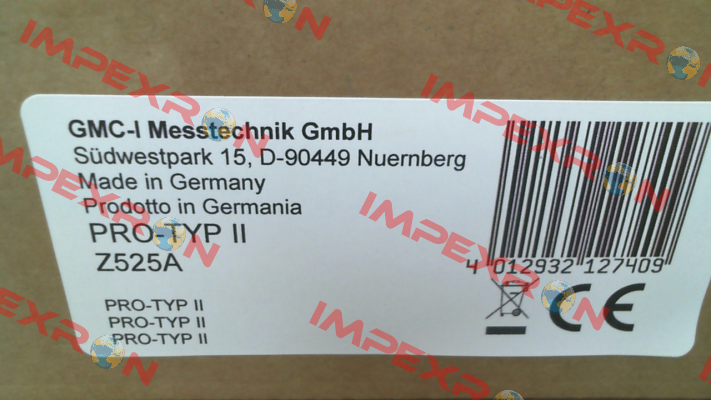 GMC-I Messtechnik GmbH
Südwestpark 15, D-90449 Nuernberg
Made in Germany
Prodotto in Germania
PRO-TYP II
Z525A
PRO-TYP II
PRO-TYP II
PRO-TYP II
4 012932 127409
CE
IMPEXRON
IMPEXRON
IMPEXRON
IMPEXRON
IMPEXRON
IMPEXRON